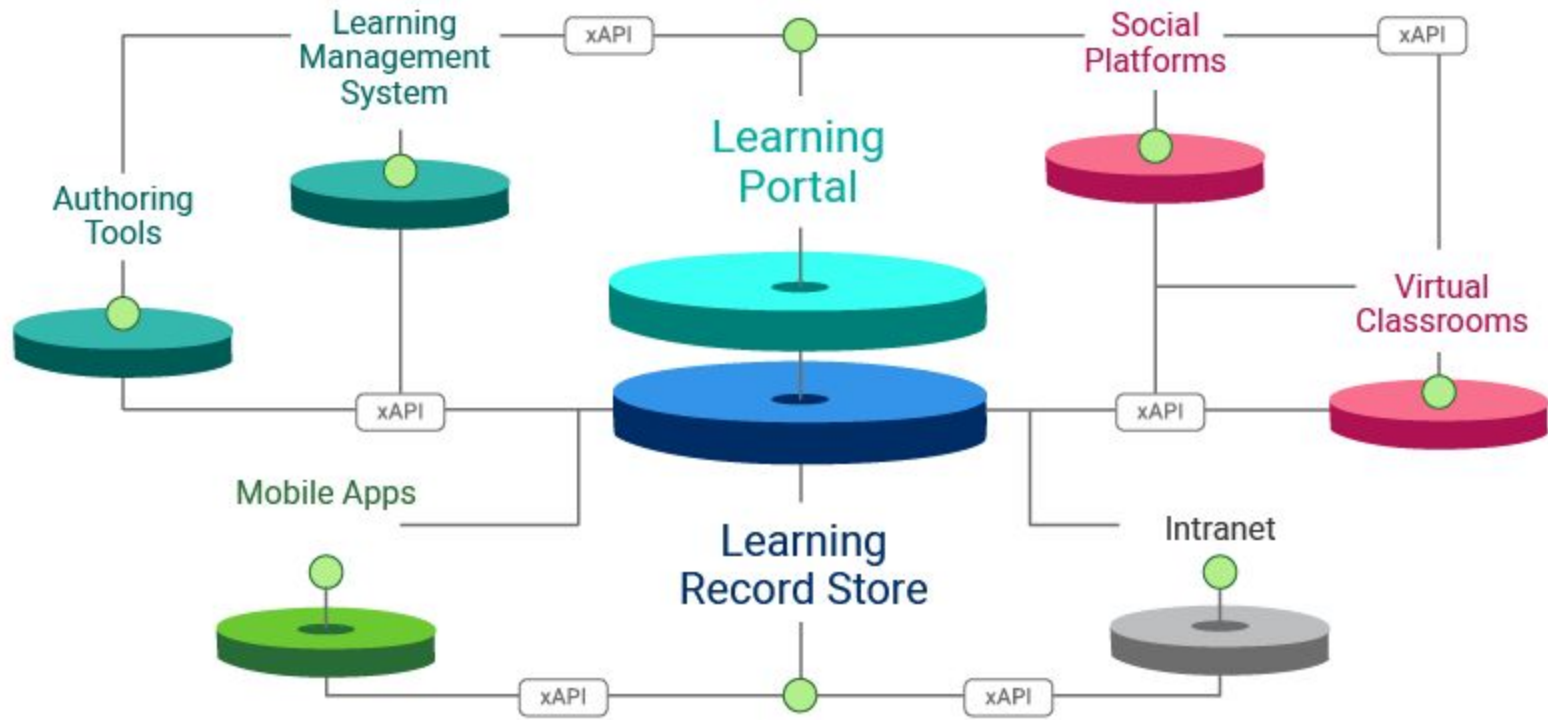 Learning
Management
System
xAPI
Social
Platforms
xAPI
Learning
Portal
Authoring
Tools
Virtual
Classrooms
xAPI
xAPI
Mobile Apps
Learning
Record Store
Intranet
xAPI
xAPI